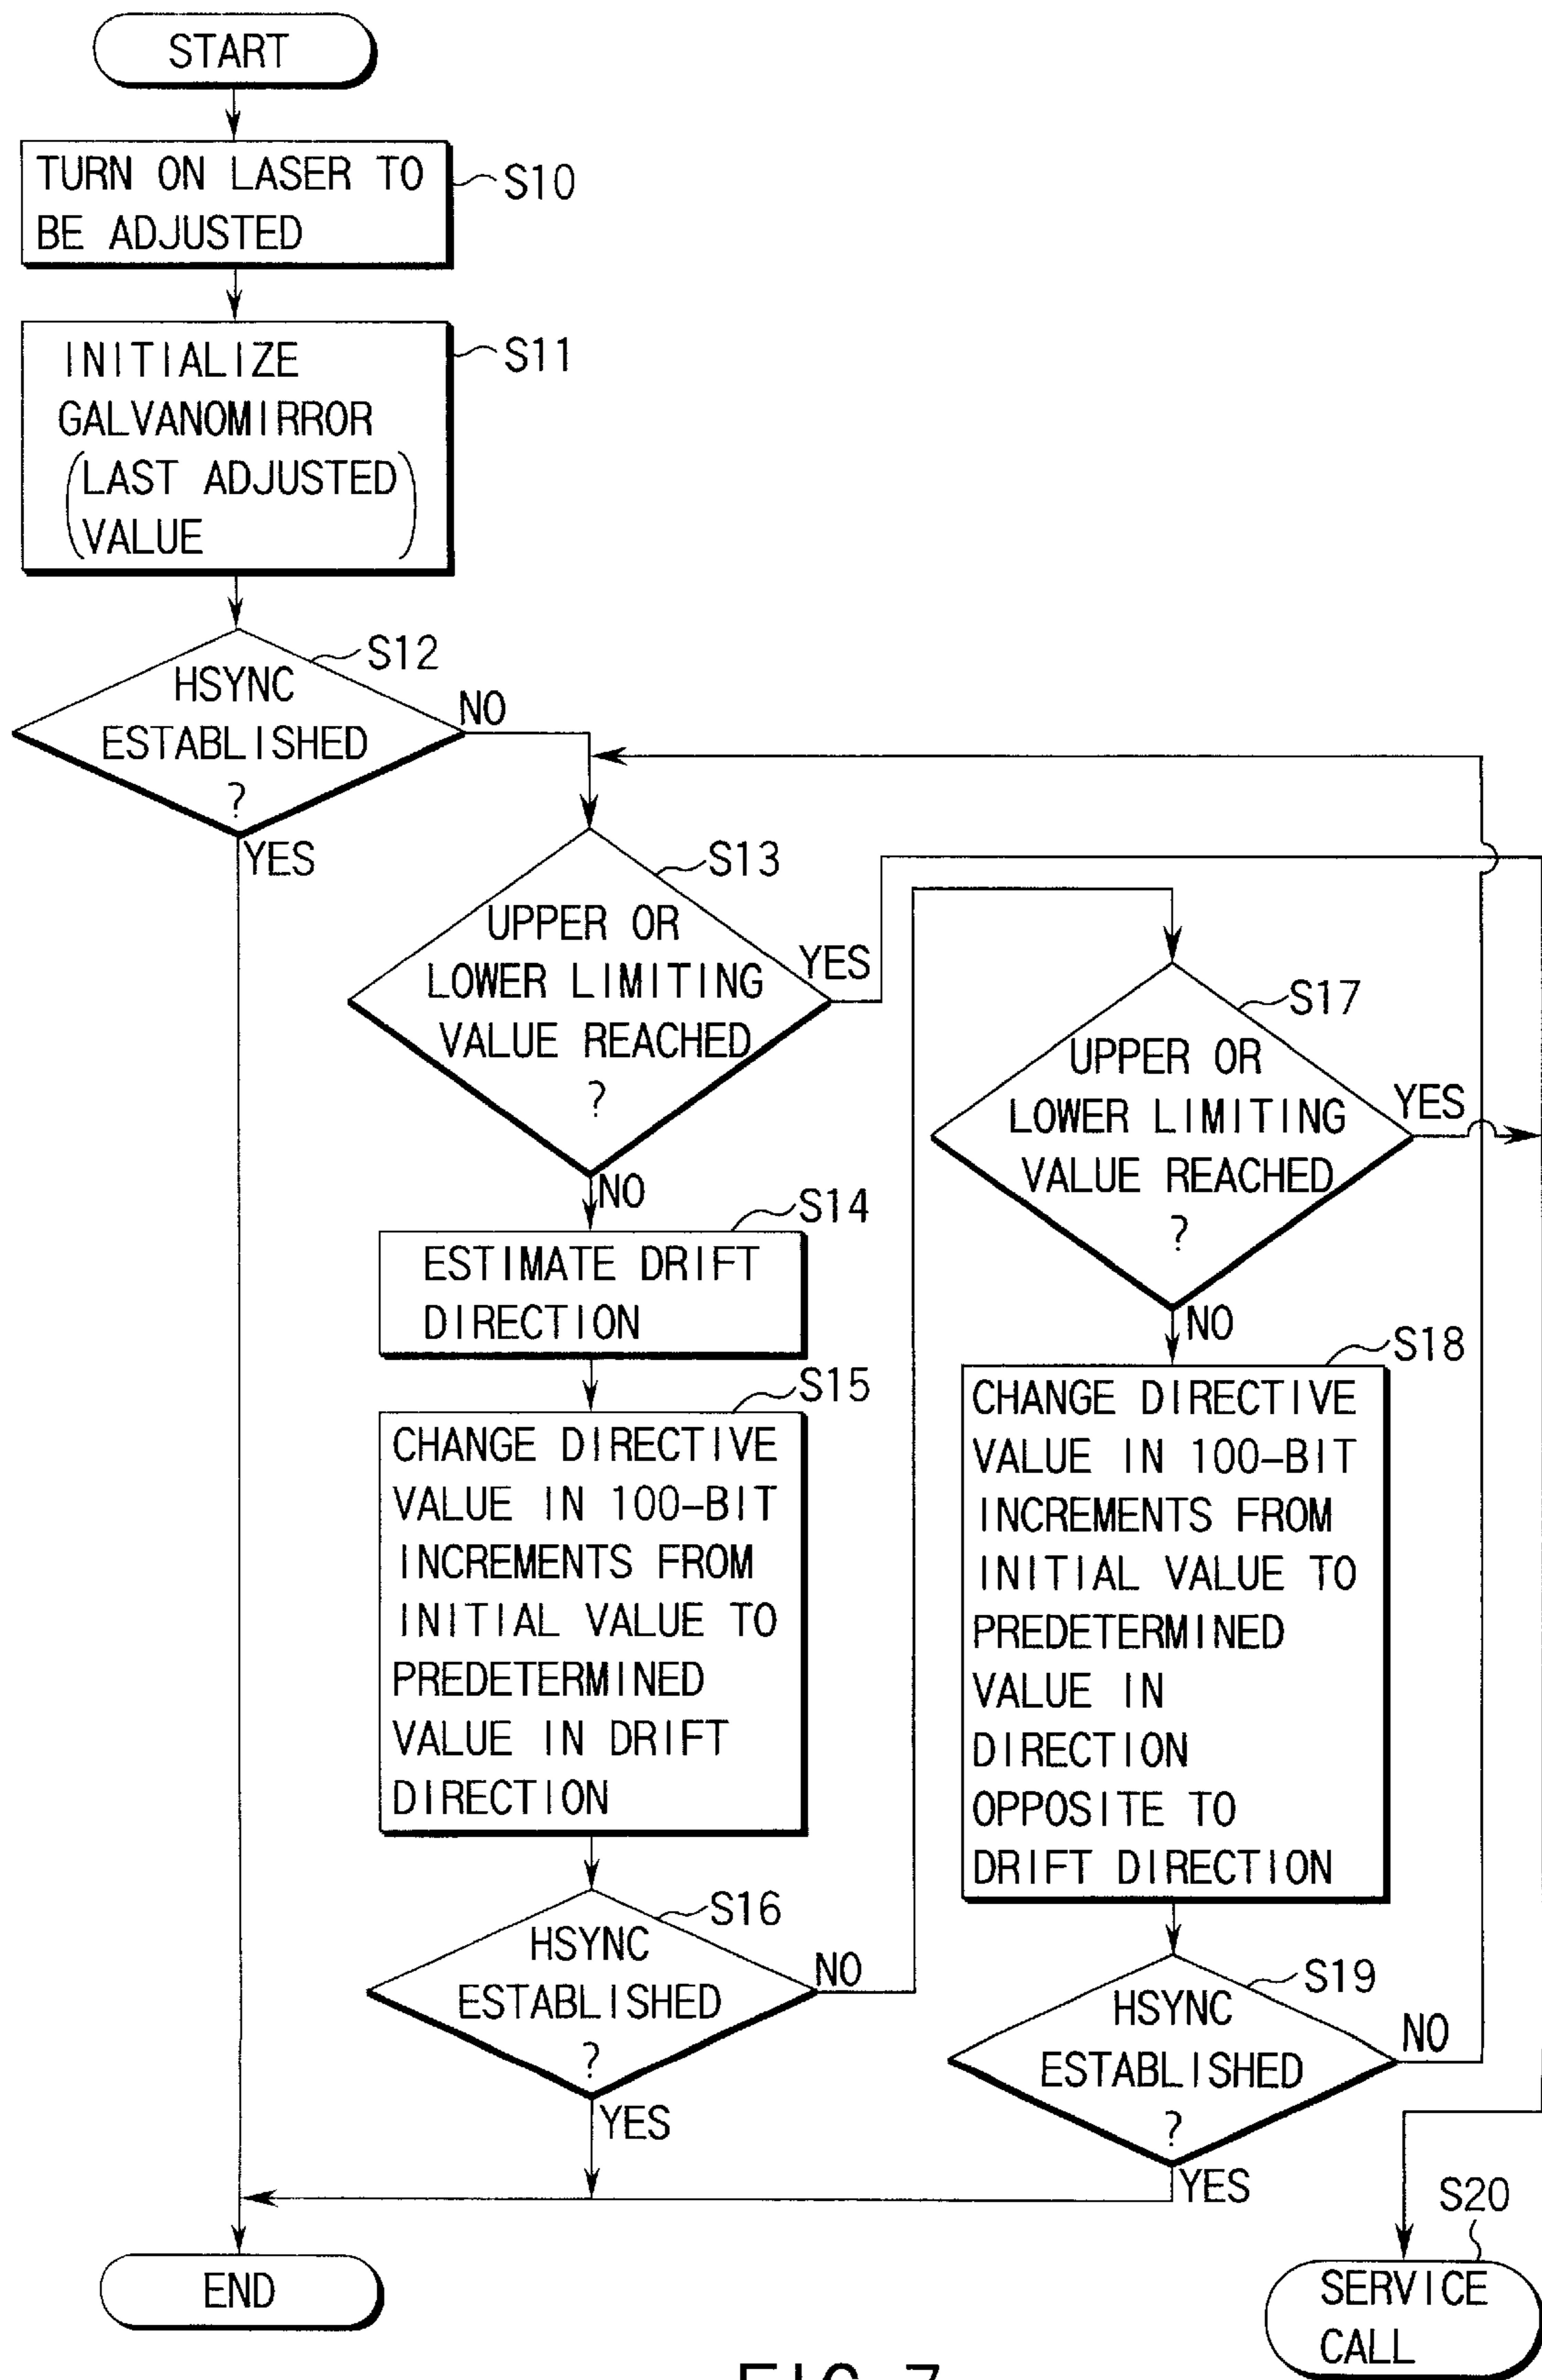 START
TURN ON LASER TO
BE ADJUSTED
S10
INITIALIZE
GALVANOMIRROR
(LAST ADJUSTED
VALUE)
S11
S12
HSYNC
ESTABLISHED
?
NO
YES
S13
UPPER OR
LOWER LIMITING
VALUE REACHED
?
YES
NO
S14
ESTIMATE DRIFT
DIRECTION
S15
CHANGE DIRECTIVE
VALUE IN 100-BIT
INCREMENTS FROM
INITIAL VALUE TO
PREDETERMINED
VALUE IN DRIFT
DIRECTION
S16
HSYNC
ESTABLISHED
?
NO
YES
S17
UPPER OR
LOWER LIMITING
VALUE REACHED
?
YES
NO
S18
CHANGE DIRECTIVE
VALUE IN 100-BIT
INCREMENTS FROM
INITIAL VALUE TO
PREDETERMINED
VALUE IN
DIRECTION
OPPOSITE TO
DRIFT DIRECTION
S19
HSYNC
ESTABLISHED
?
NO
YES
END
S20
SERVICE
CALL
FIG. 7